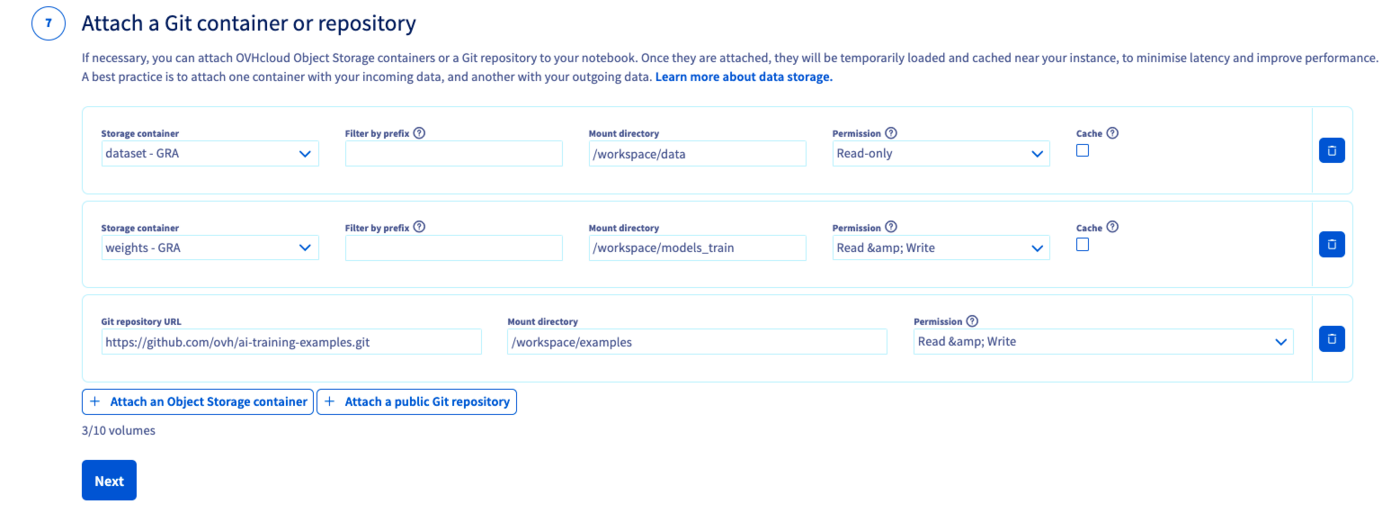 7
Attach a Git container or repository
If necessary, you can attach OVHcloud Object Storage containers or a Git repository to your notebook. Once they are attached, they will be temporarily loaded and cached near your instance, to minimise latency and improve performance.
A best practice is to attach one container with your incoming data, and another with your outgoing data. Learn more about data storage.
Storage container Filter by prefix ? Mount directory Permission ? Cache ?
dataset - GRA /workspace/data Read-only
Storage container Filter by prefix ? Mount directory Permission ? Cache ?
weights - GRA /workspace/models_train Read &amp; Write
Git repository URL Mount directory Permission ?
https://github.com/ovh/ai-training-examples.git /workspace/examples Read &amp; Write
+ Attach an Object Storage container + Attach a public Git repository
3/10 volumes
Next